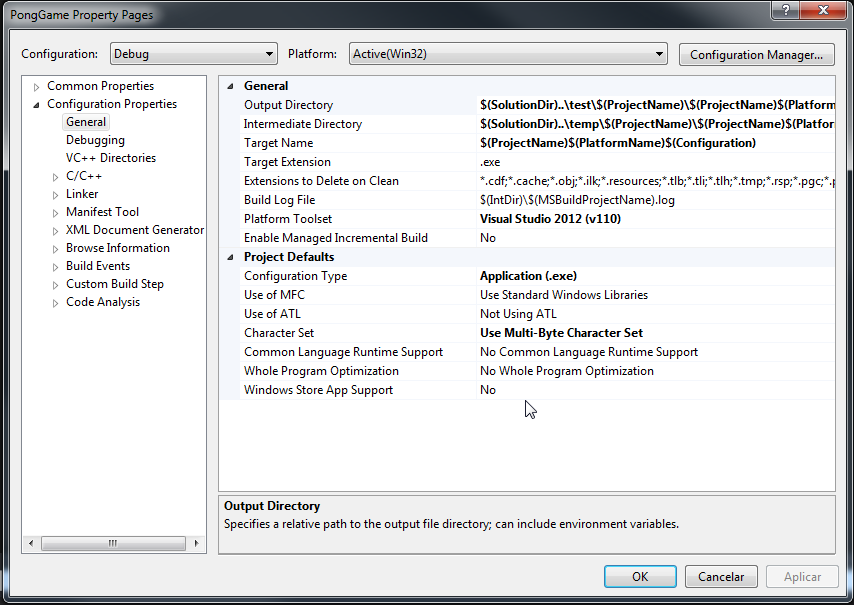 PongGame Property Pages
Configuration: Debug Platform: Active(Win32) Configuration Manager...
Common Properties
Configuration Properties
General
Debugging
VC++ Directories
C/C++
Linker
Manifest Tool
XML Document Generator
Browse Information
Build Events
Custom Build Step
Code Analysis
General
Output Directory $(SolutionDir)..\test\$(ProjectName)\$(ProjectName)$(Platform
Intermediate Directory $(SolutionDir)..\temp\$(ProjectName)\$(ProjectName)$(Platfor
Target Name $(ProjectName)$(PlatformName)$(Configuration)
Target Extension .exe
Extensions to Delete on Clean *.cdf;*.cache;*.obj;*.ilk;*.resources;*.tlb;*.tli;*.tlh;*.tmp;*.rsp;*.pgc;*.p
Build Log File $(IntDir)\$(MSBuildProjectName).log
Platform Toolset Visual Studio 2012 (v110)
Enable Managed Incremental Build No
Project Defaults
Configuration Type Application (.exe)
Use of MFC Use Standard Windows Libraries
Use of ATL Not Using ATL
Character Set Use Multi-Byte Character Set
Common Language Runtime Support No Common Language Runtime Support
Whole Program Optimization No Whole Program Optimization
Windows Store App Support No
Output Directory
Specifies a relative path to the output file directory; can include environment variables.
OK Cancelar Aplicar